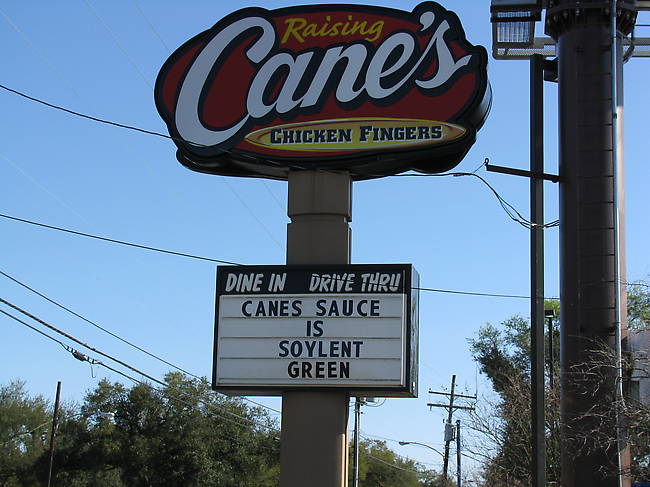 Raising
Cane's
CHICKEN FINGERS
DINE IN DRIVE THRU
CANES SAUCE
IS
SOYLENT
GREEN